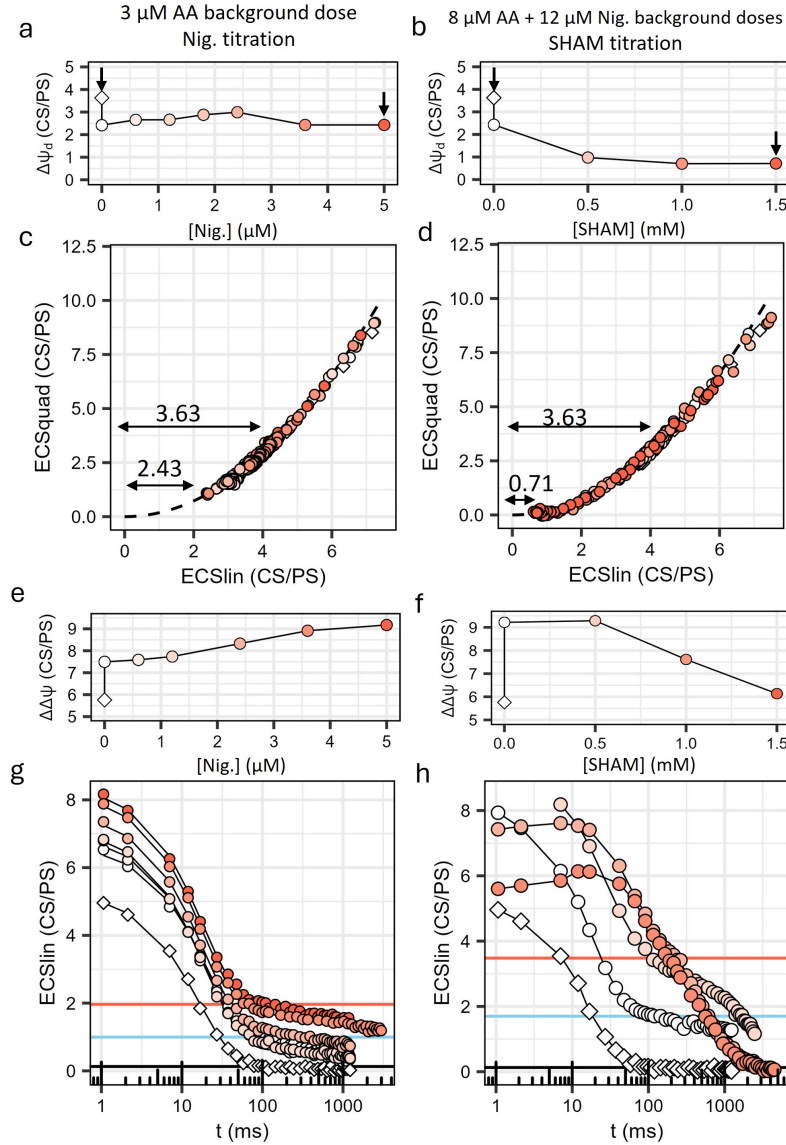 a
3 µM AA background dose
Nig. titration
b
8 µM AA + 12 µM Nig. background doses
SHAM titration
Δψd (CS/PS)
5
4
3
2
1
0
0 1 2 3 4 5
[Nig.] (µM)
Δψd (CS/PS)
5
4
3
2
1
0
0.0 0.5 1.0 1.5
[SHAM] (mM)
c
ECSquad (CS/PS)
12.5
10.0
7.5
5.0
2.5
0.0
3.63
2.43
0 2 4 6
ECSlin (CS/PS)
d
ECSquad (CS/PS)
12.5
10.0
7.5
5.0
2.5
0.0
3.63
0.71
0 2 4 6
ECSlin (CS/PS)
e
ΔΔψ (CS/PS)
9
8
7
6
5
0 1 2 3 4 5
[Nig.] (µM)
f
ΔΔψ (CS/PS)
9
8
7
6
5
0.0 0.5 1.0 1.5
[SHAM] (mM)
g
ECSlin (CS/PS)
8
6
4
2
0
1 10 100 1000
t (ms)
h
ECSlin (CS/PS)
8
6
4
2
0
1 10 100 1000
t (ms)